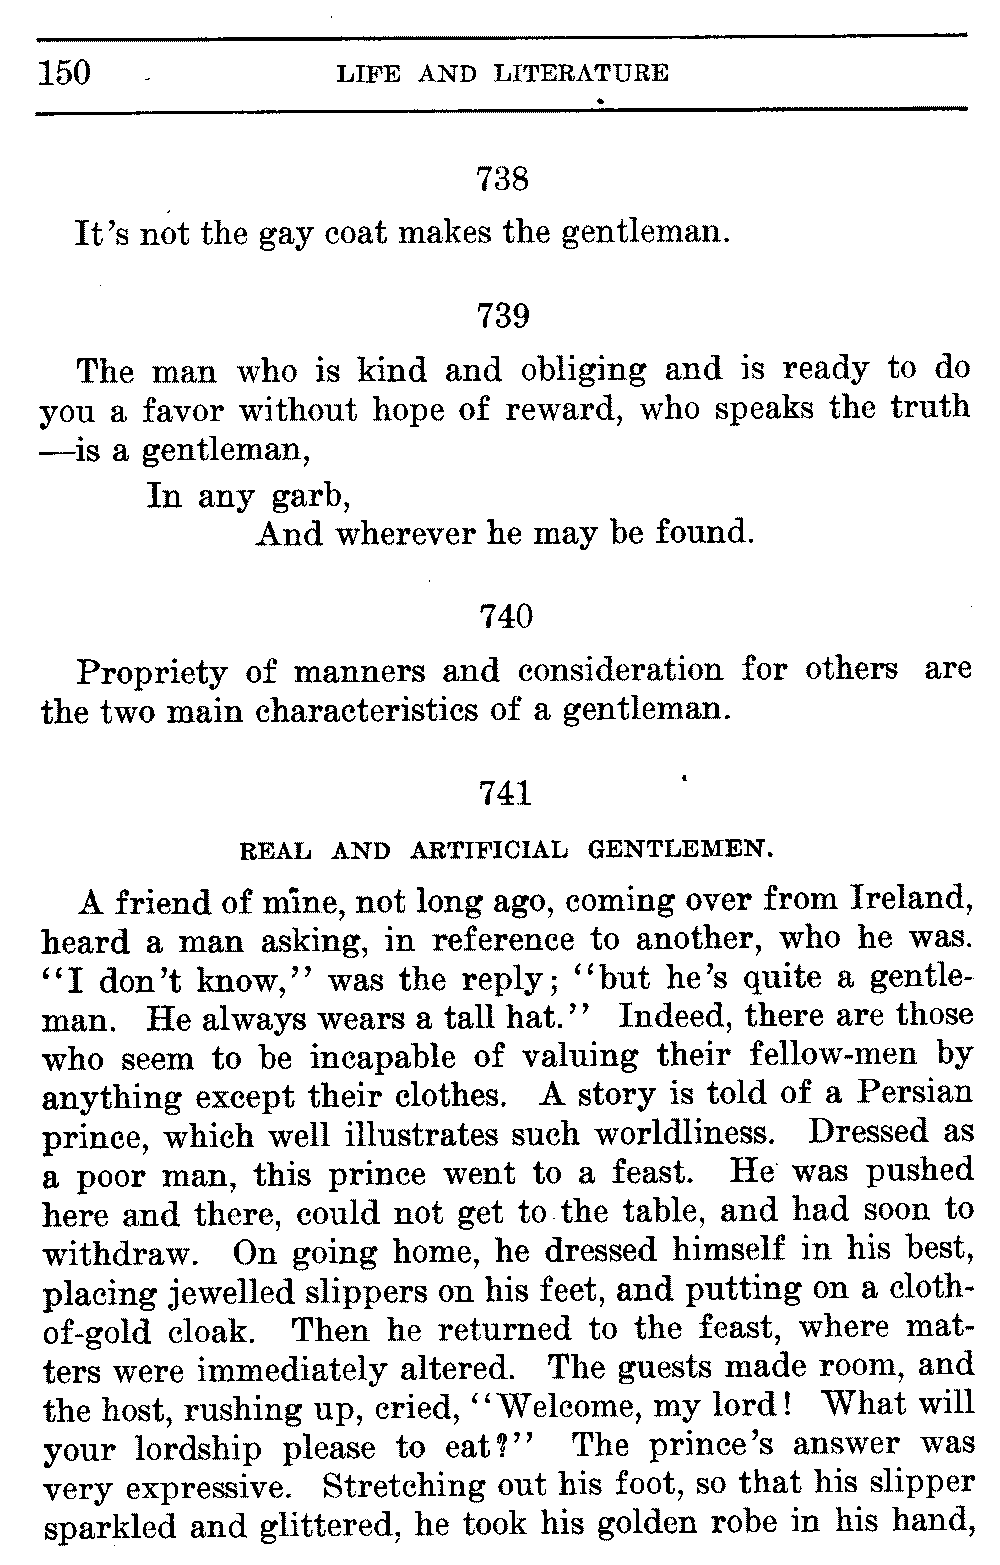 150 LIFE AND LITERATURE
738
It's not the gay coat makes the gentleman.
739
The man who is kind and obliging and is ready to do
you a favor without hope of reward, who speaks the truth
—is a gentleman,
In any garb,
And wherever he may be found.
740
Propriety of manners and consideration for others are
the two main characteristics of a gentleman.
741
REAL AND ARTIFICIAL GENTLEMEN.
A friend of mine, not long ago, coming over from Ireland,
heard a man asking, in reference to another, who he was.
“I don't know,” was the reply; “but he's quite a gentle-
man. He always wears a tall hat.” Indeed, there are those
who seem to be incapable of valuing their fellow-men by
anything except their clothes. A story is told of a Persian
prince, which well illustrates such worldliness. Dressed as
a poor man, this prince went to a feast. He was pushed
here and there, could not get to the table, and had soon to
withdraw. On going home, he dressed himself in his best,
placing jewelled slippers on his feet, and putting on a cloth-
of-gold cloak. Then he returned to the feast, where mat-
ters were immediately altered. The guests made room, and
the host, rushing up, cried, “Welcome, my lord! What will
your lordship please to eat?” The prince's answer was
very expressive. Stretching out his foot, so that his slipper
sparkled and glittered, he took his golden robe in his hand,